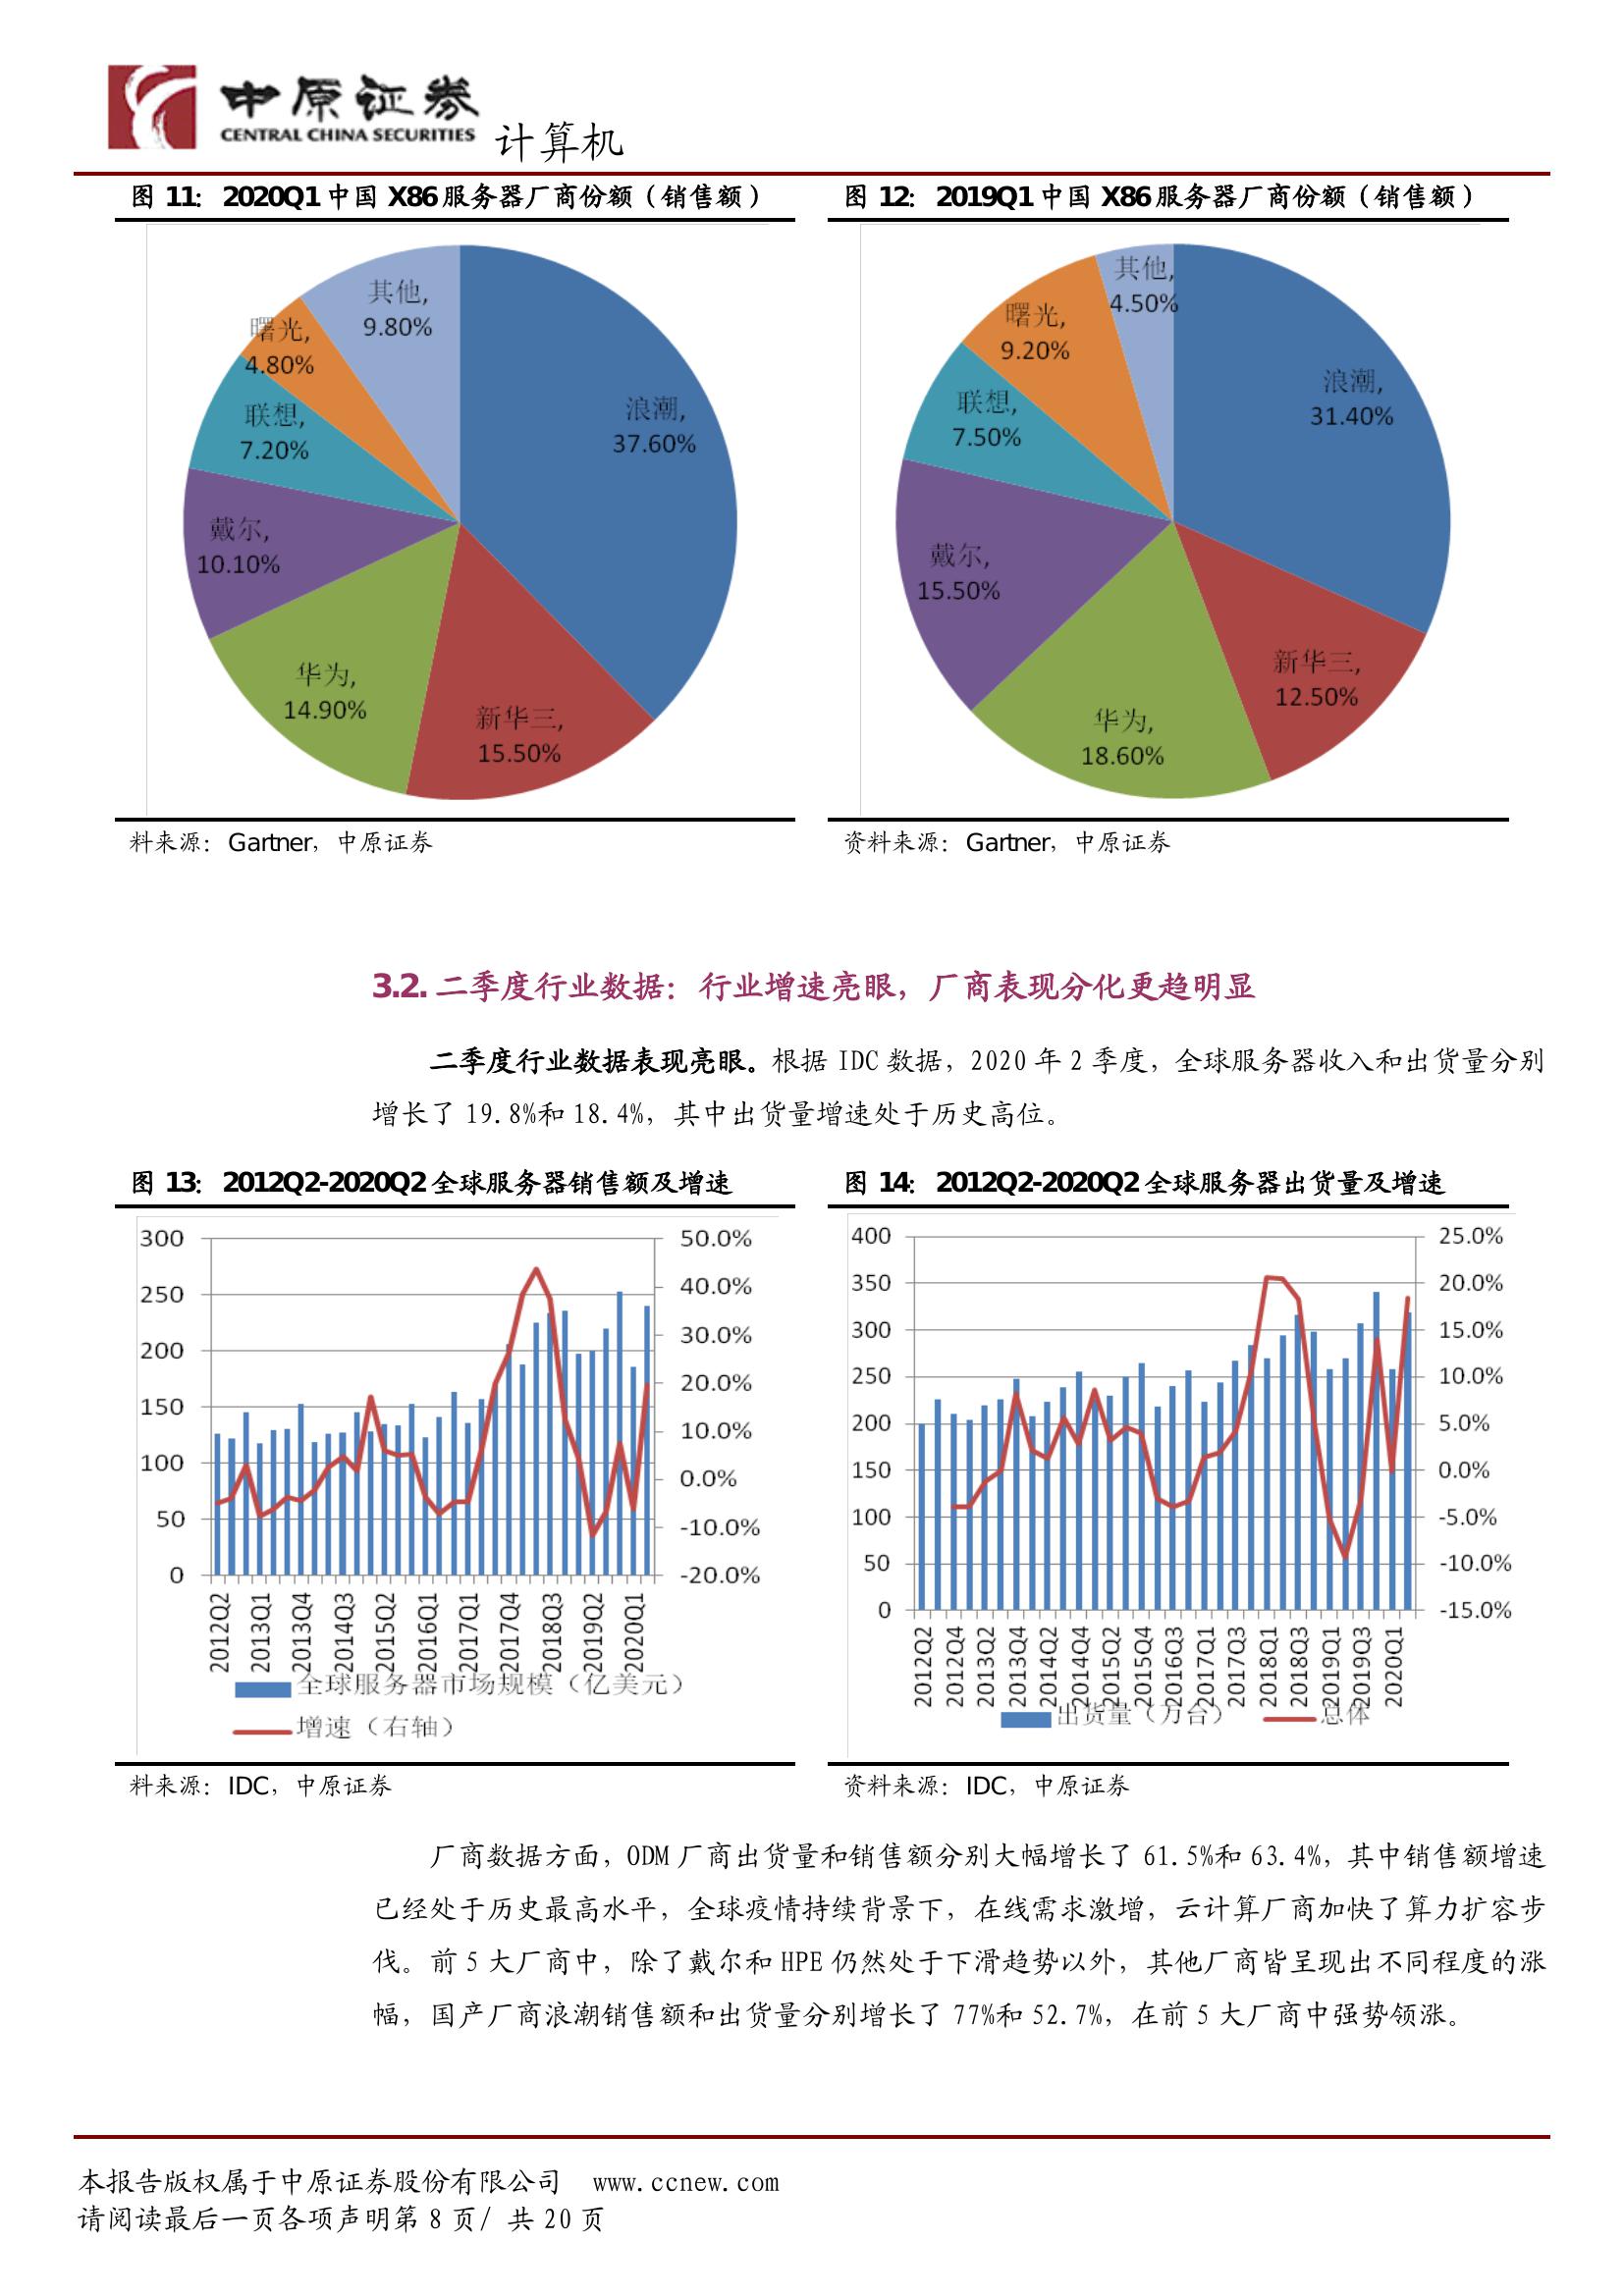 中原证券
CENTRAL CHINA SECURITIES
计算机
图 11： 2020Q1 中国 X86 服务器厂商份额（销售额）
其他,
9.80%
曙光,
4.80%
联想,
7.20%
戴尔,
10.10%
华为,
14.90%
新华三,
15.50%
浪潮,
37.60%
料来源：Gartner，中原证券
图 12： 2019Q1 中国 X86 服务器厂商份额（销售额）
其他,
4.50%
曙光,
9.20%
联想,
7.50%
戴尔,
15.50%
华为,
18.60%
新华三,
12.50%
浪潮,
31.40%
资料来源：Gartner，中原证券
3.2. 二季度行业数据：行业增速亮眼，厂商表现分化更趋明显
二季度行业数据表现亮眼。根据 IDC 数据，2020 年 2 季度，全球服务器收入和出货量分别
增长了 19.8%和 18.4%，其中出货量增速处于历史高位。
图 13： 2012Q2-2020Q2 全球服务器销售额及增速
300
250
200
150
100
50
0
50.0%
40.0%
30.0%
20.0%
10.0%
0.0%
-10.0%
-20.0%
2012Q2
2013Q1
2013Q4
2014Q3
2015Q2
2016Q1
2017Q1
2017Q4
2018Q3
2019Q2
2020Q1
全球服务器市场规模（亿美元）
增速（右轴）
料来源：IDC，中原证券
图 14： 2012Q2-2020Q2 全球服务器出货量及增速
400
350
300
250
200
150
100
50
0
25.0%
20.0%
15.0%
10.0%
5.0%
0.0%
-5.0%
-10.0%
-15.0%
2012Q2
2012Q4
2013Q2
2013Q4
2014Q2
2014Q4
2015Q2
2015Q4
2016Q3
2017Q1
2017Q3
2018Q1
2018Q3
2019Q1
2019Q3
2020Q1
出货量（万台） 总体
资料来源：IDC，中原证券
厂商数据方面，ODM 厂商出货量和销售额分别大幅增长了 61.5%和 63.4%，其中销售额增速
已经处于历史最高水平，全球疫情持续背景下，在线需求激增，云计算厂商加快了算力扩容步
伐。前 5 大厂商中，除了戴尔和 HPE 仍然处于下滑趋势以外，其他厂商皆呈现出不同程度的涨
幅，国产厂商浪潮销售额和出货量分别增长了 77%和 52.7%，在前 5 大厂商中强势领涨。
本报告版权属于中原证券股份有限公司 www.ccnew.com
请阅读最后一页各项声明第 8 页/ 共 20 页